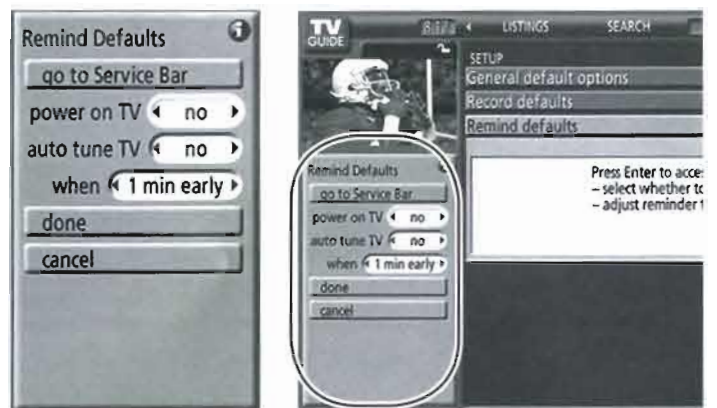 Remind Defaults
go to Service Bar
power on TV no
auto tune TV no
when 1 min early
done
cancel
TV
GUIDE
LISTINGS SEARCH
SETUP
General default options
Record defaults
Remind defaults
Press Enter to acce
– select whether to
– adjust reminder t
Remind Defaults
go to Service Bar
power on TV no
auto tune TV no
when 1 min early
done
cancel